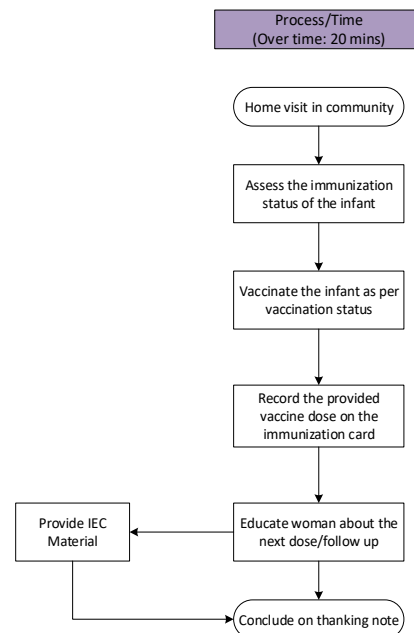 Process/Time
(Over time: 20 mins)
Home visit in community
Assess the immunization
status of the infant
Vaccinate the infant as per
vaccination status
Record the provided
vaccine dose on the
immunization card
Provide IEC
Material
Educate woman about the
next dose/follow up
Conclude on thanking note